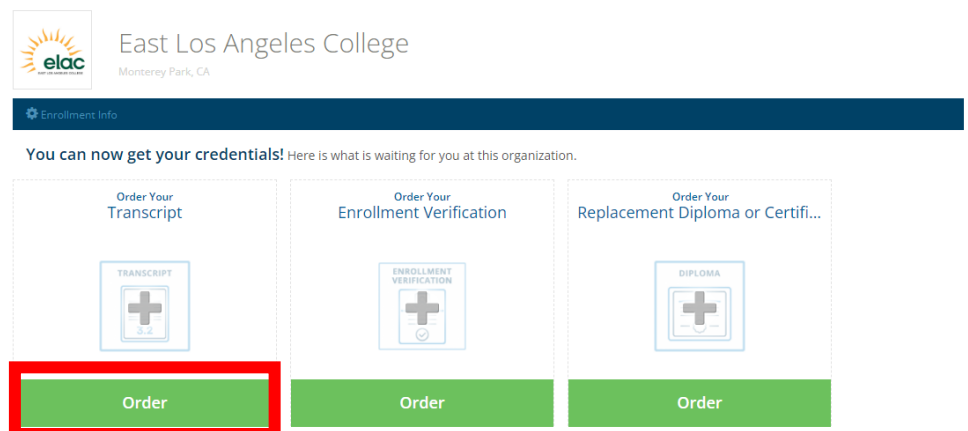 elac
EAST LOS ANGELES COLLEGE
East Los Angeles College
Monterey Park, CA
Enrollment Info
You can now get your credentials! Here is what is waiting for you at this organization.
Order Your
Transcript
TRANSCRIPT
3.2
Order
Order Your
Enrollment Verification
ENROLLMENT
VERIFICATION
Order
Order Your
Replacement Diploma or Certifi...
DIPLOMA
Order